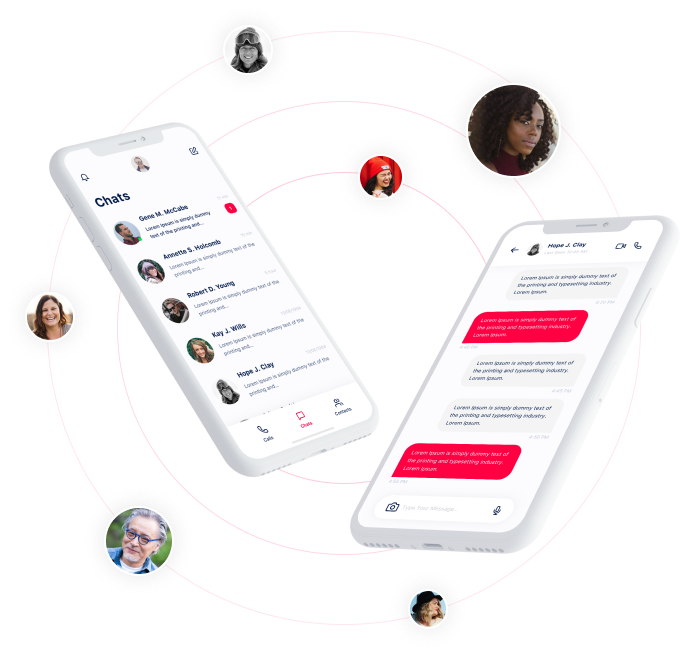 Chats
Gene M. McCabe
Lorem Ipsum is simply dummy
text of the printing and...
1
Annette S. Holcomb
Lorem Ipsum is simply dummy text of the
printing and...
Robert D. Young
Lorem Ipsum is simply dummy text of the
printing and...
Kay J. Wills
Lorem Ipsum is simply dummy text of the
printing and...
Hope J. Clay
Lorem Ipsum is simply dummy text of the
printing and...
Calls
Chats
Contacts
Hope J. Clay
Lorem Ipsum is simply dummy text of
the printing and typesetting industry.
Lorem Ipsum.
Lorem Ipsum is simply dummy text of
the printing and typesetting industry.
Lorem Ipsum.
Lorem Ipsum is simply dummy text of
the printing and typesetting industry.
Lorem Ipsum.
4:45 PM
Lorem Ipsum is simply dummy text of
the printing and typesetting industry.
Lorem Ipsum.
4:50 PM
Lorem Ipsum is simply dummy text of
the printing and typesetting industry.
Lorem Ipsum.
Type Your Message...